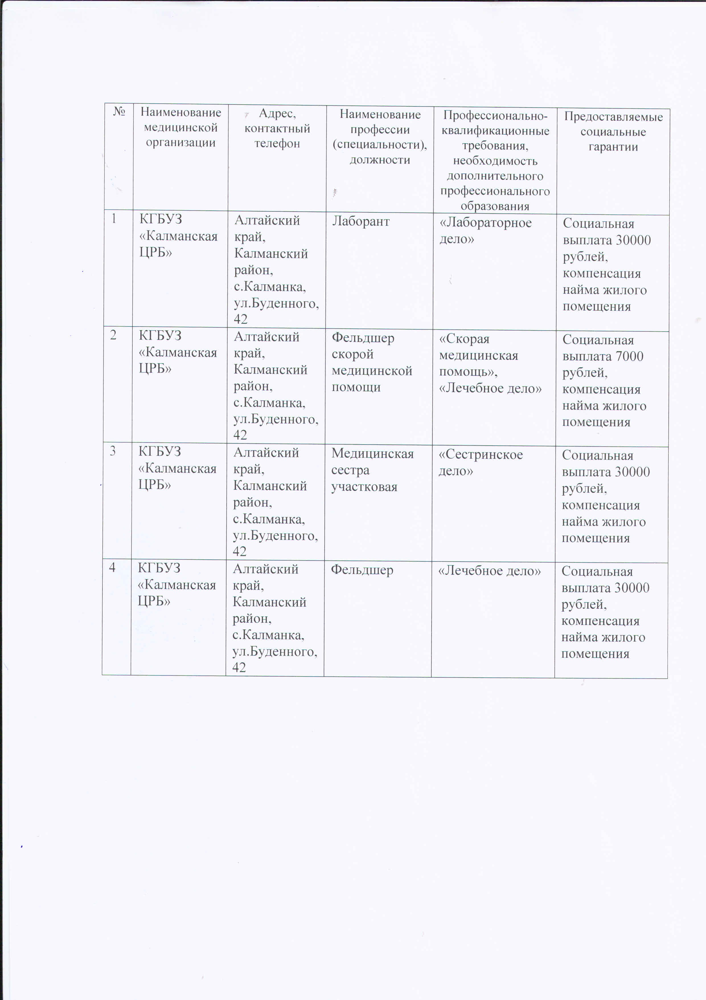 №
Наименование
медицинской
организации
Адрес,
контактный
телефон
Наименование
профессии
(специальности),
должности
Профессионально-
квалификационные
требования,
необходимость
дополнительного
профессионального
образования
Предоставляемые
социальные
гарантии
1
КГБУЗ
«Калманская
ЦРБ»
Алтайский
край,
Калманский
район,
с.Калманка,
ул.Буденного,
42
Лаборант
«Лабораторное
дело»
Социальная
выплата 30000
рублей,
компенсация
найма жилого
помещения
2
КГБУЗ
«Калманская
ЦРБ»
Алтайский
край,
Калманский
район,
с.Калманка,
ул.Буденного,
42
Фельдшер
скорой
медицинской
помощи
«Скорая
медицинская
помощь»,
«Лечебное дело»
Социальная
выплата 7000
рублей,
компенсация
найма жилого
помещения
3
КГБУЗ
«Калманская
ЦРБ»
Алтайский
край,
Калманский
район,
с.Калманка,
ул.Буденного,
42
Медицинская
сестра
участковая
«Сестринское
дело»
Социальная
выплата 30000
рублей,
компенсация
найма жилого
помещения
4
КГБУЗ
«Калманская
ЦРБ»
Алтайский
край,
Калманский
район,
с.Калманка,
ул.Буденного,
42
Фельдшер
«Лечебное дело»
Социальная
выплата 30000
рублей,
компенсация
найма жилого
помещения